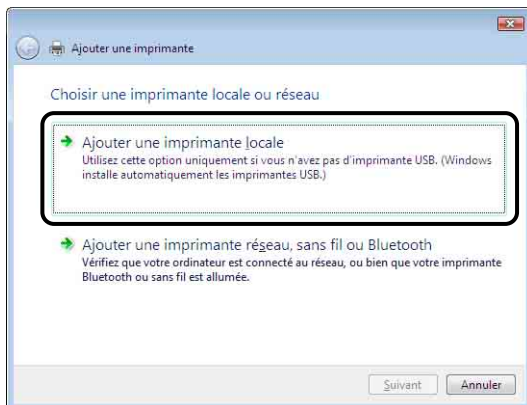 Ajouter une imprimante
Choisir une imprimante locale ou réseau
Ajouter une imprimante locale
Utilisez cette option uniquement si vous n'avez pas d'imprimante USB. (Windows
installe automatiquement les imprimantes USB.)
Ajouter une imprimante réseau, sans fil ou Bluetooth
Vérifiez que votre ordinateur est connecté au réseau, ou bien que votre imprimante
Bluetooth ou sans fil est allumée.
Suivant Annuler